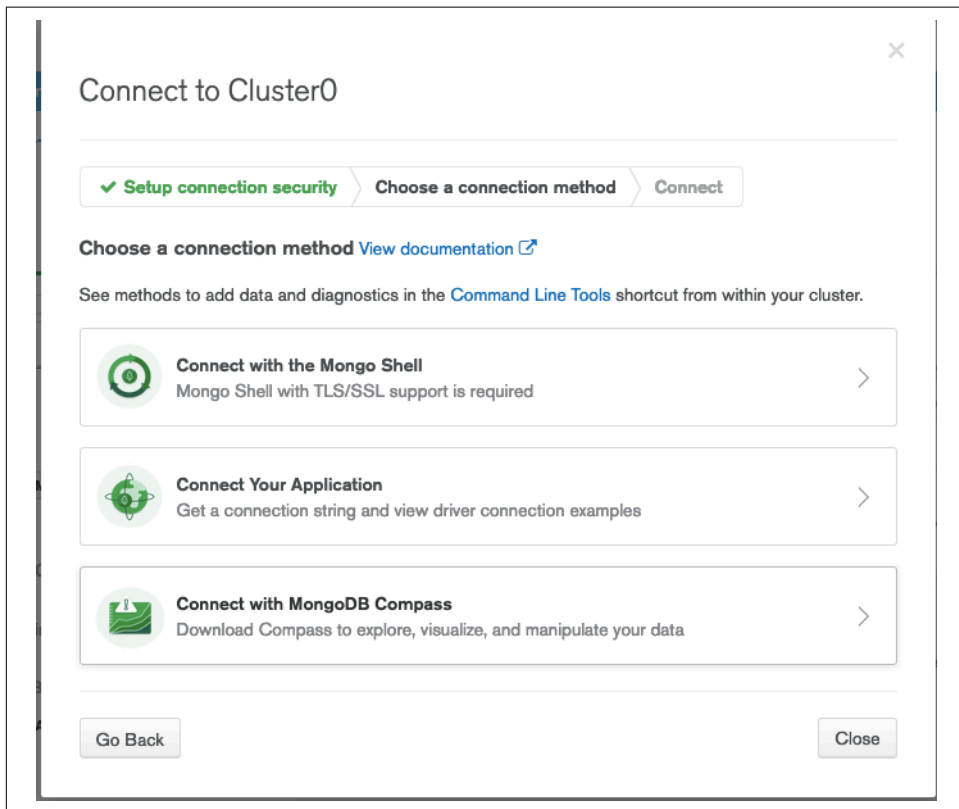 Connect to Cluster0
Setup connection security
Choose a connection method
Connect
Choose a connection method View documentation
See methods to add data and diagnostics in the Command Line Tools shortcut from within your cluster.
Connect with the Mongo Shell
Mongo Shell with TLS/SSL support is required
Connect Your Application
Get a connection string and view driver connection examples
Connect with MongoDB Compass
Download Compass to explore, visualize, and manipulate your data
Go Back
Close